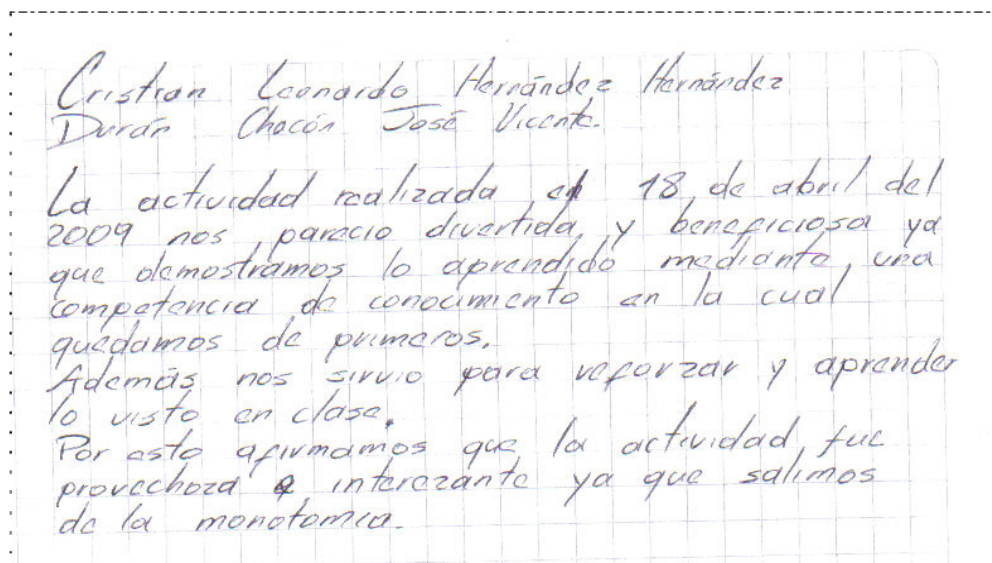 Cristian Leonardo Hernández Hernández
Durán Chacón José Vicente.
La actividad realizada el 18 de abril del
2009 nos parecio divertida, y beneficiosa ya
que demostramos lo aprendido mediante una
competencia de conocimiento en la cual
quedamos de primeros.
Además nos sirvio para reforzar y aprender
lo visto en clase.
Por esto afirmamos que la actividad fue
provechoza e interezante ya que salimos
de la monotomia.